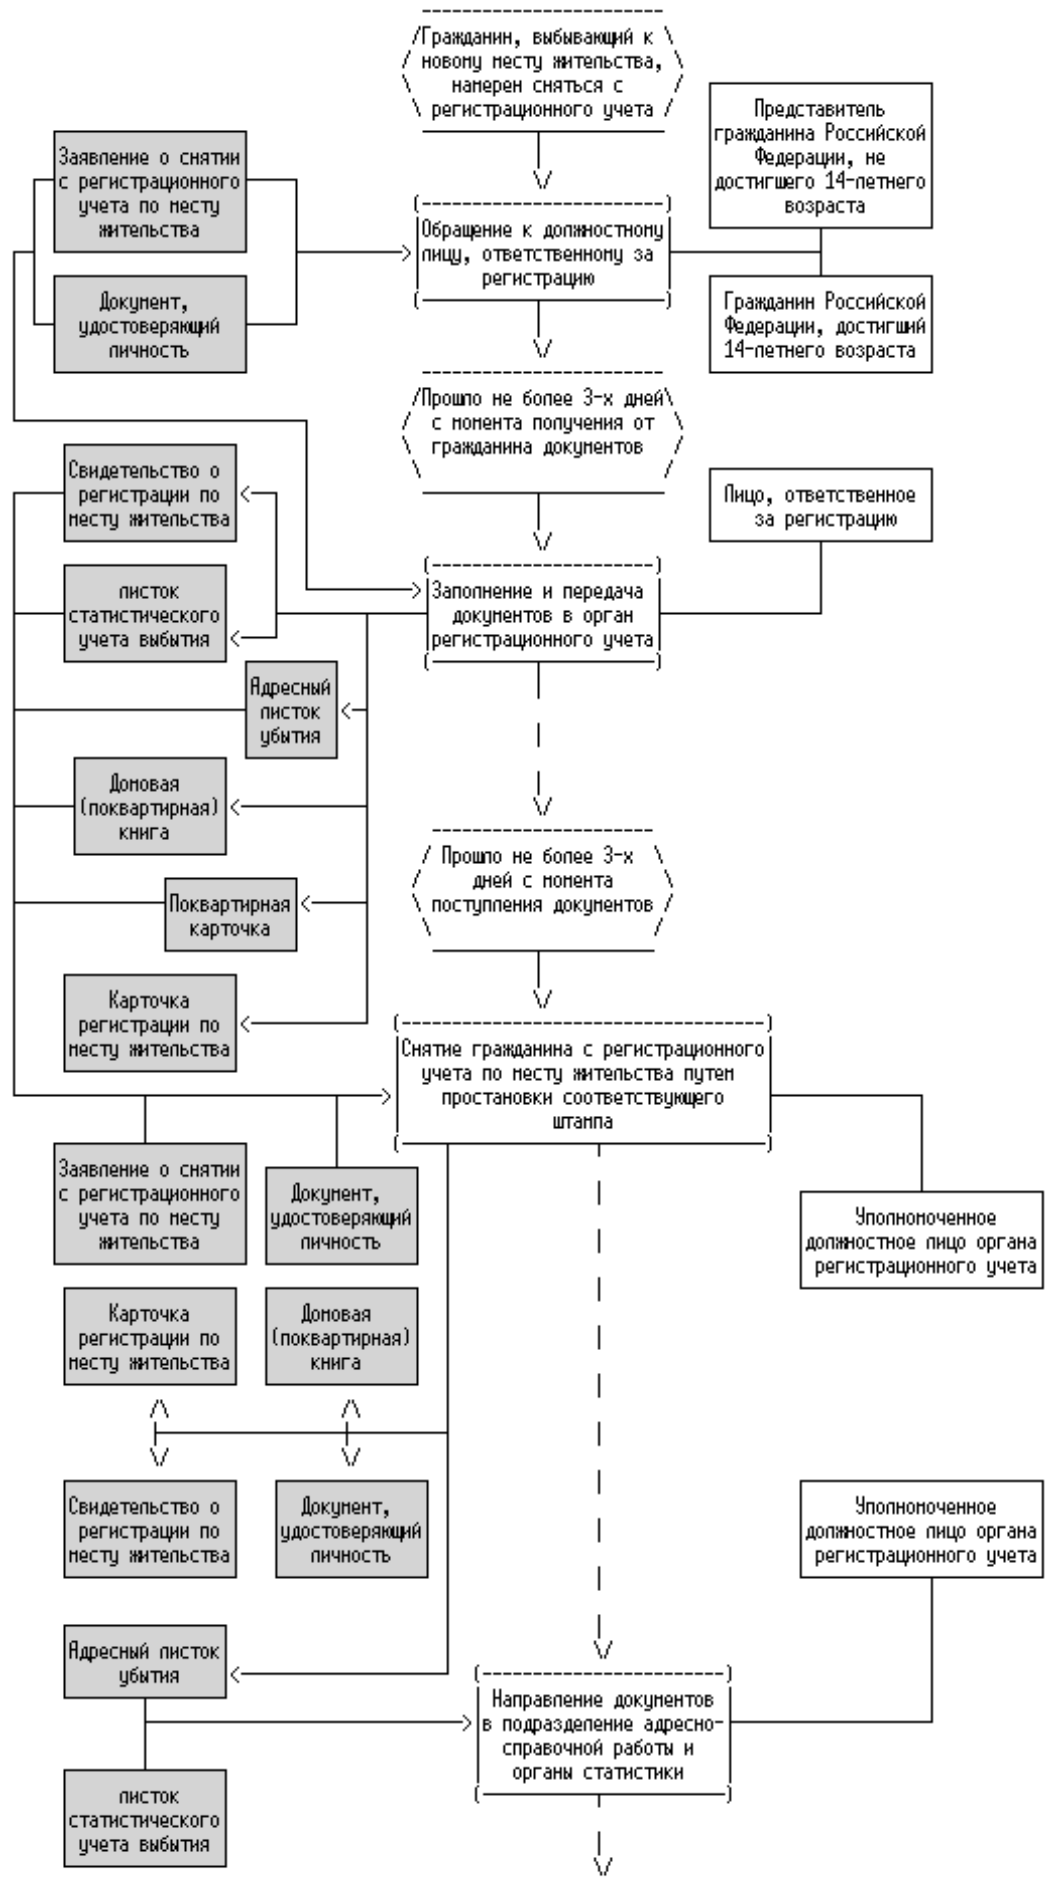 Гражданин, выбывающий к
новому месту жительства,
намерен сняться с
регистрационного учета
Представитель
гражданина Российской
Федерации, не
достигшего 14-летнего
возраста
Заявление о снятии
с регистрационного
учета по месту
жительства
Обращение к должностному
лицу, ответственному за
регистрацию
Документ,
удостоверяющий
личность
Гражданин Российской
Федерации, достигший
14-летнего возраста
Прошло не более 3-х дней
с момента получения от
гражданина документов
Свидетельство о
регистрации по
месту жительства
Лицо, ответственное
за регистрацию
листок
статистического
учета выбытия
Заполнение и передача
документов в орган
регистрационного учета
Адресный
листок
убытия
Домовая
(поквартирная)
книга
Прошло не более 3-х
дней с момента
поступления документов
Поквартирная
карточка
Карточка
регистрации по
месту жительства
Снятие гражданина с регистрационного
учета по месту жительства путем
простановки соответствующего
штампа
Заявление о снятии
с регистрационного
учета по месту
жительства
Документ,
удостоверяющий
личность
Уполномоченное
должностное лицо органа
регистрационного учета
Карточка
регистрации по
месту жительства
Домовая
(поквартирная)
книга
Свидетельство о
регистрации по
месту жительства
Документ,
удостоверяющий
личность
Уполномоченное
должностное лицо органа
регистрационного учета
Адресный листок
убытия
Направление документов
в подразделение адресно-
справочной работы и
органы статистики
листок
статистического
учета выбытия